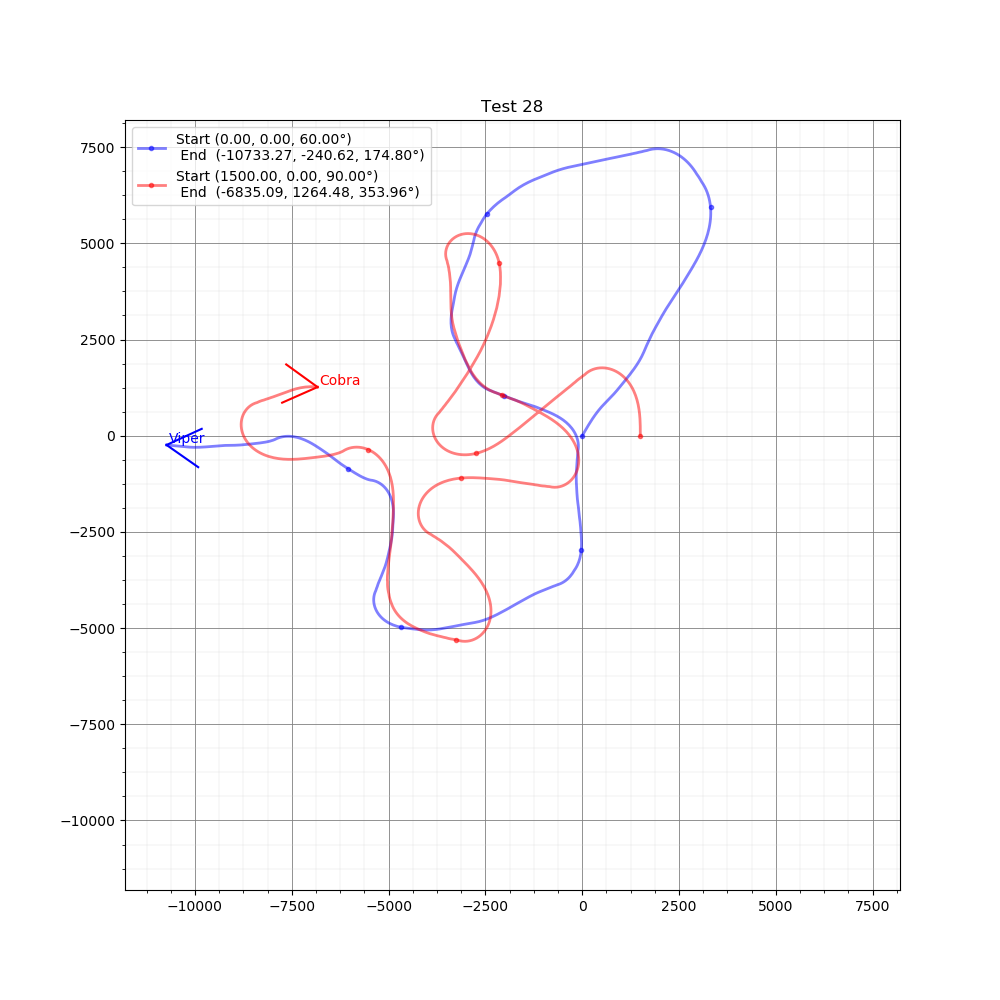 Test 28
Start (0.00, 0.00, 60.00°)
End  (-10733.27, -240.62, 174.80°)
Start (1500.00, 0.00, 90.00°)
End  (-6835.09, 1264.48, 353.96°)
7500
5000
2500
0
−2500
−5000
−7500
−10000
Cobra
Viper
−10000 −7500 −5000 −2500 0 2500 5000 7500